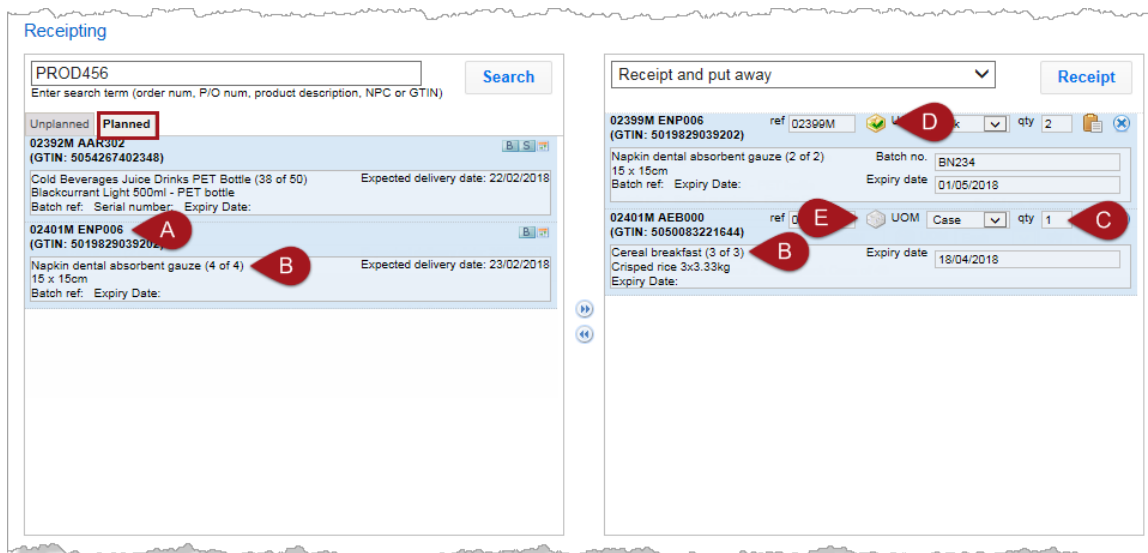 Receipting
PROD456
Search
Enter search term (order num, P/O num, product description, NPC or GTIN)
Unplanned Planned
02392M AAR302
B S
(GTIN: 5054267402348)
Cold Beverages Juice Drinks PET Bottle (38 of 50) Expected delivery date: 22/02/2018
Blackcurrant Light 500ml - PET bottle
Batch ref: Serial number: Expiry Date:
02401M ENP006 A
B
(GTIN: 5019829039202)
Napkin dental absorbent gauze (4 of 4) B Expected delivery date: 23/02/2018
15 x 15cm
Batch ref: Expiry Date:
Receipt and put away
Receipt
02399M ENP006 ref 02399M D qty 2
(GTIN: 5019829039202)
Napkin dental absorbent gauze (2 of 2) Batch no. BN234
15 x 15cm
Batch ref: Expiry Date: Expiry date 01/05/2018
02401M AEB000 ref E UOM Case qty 1 C
(GTIN: 5050083221644)
Cereal breakfast (3 of 3) B Expiry date 18/04/2018
Crisped rice 3x3.33kg
Expiry Date: